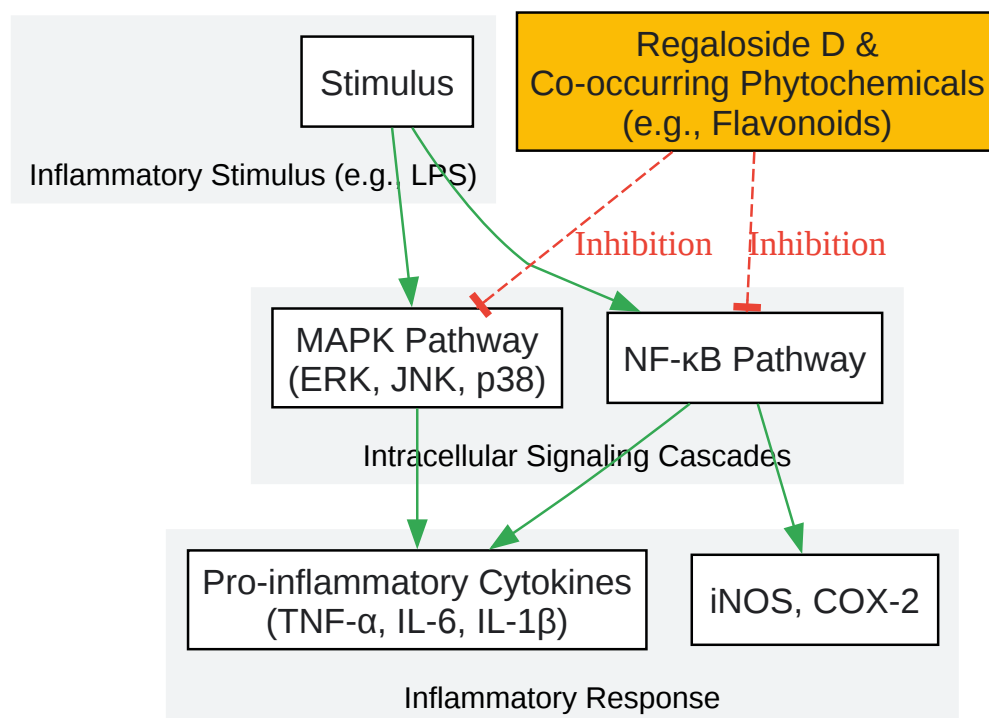 Regaloside D &
Co-occurring Phytochemicals
(e.g., Flavonoids)
Stimulus
Inflammatory Stimulus (e.g., LPS)
Inhibition
Inhibition
MAPK Pathway
(ERK, JNK, p38)
NF-κB Pathway
Intracellular Signaling Cascades
Pro-inflammatory Cytokines
(TNF-α, IL-6, IL-1β)
iNOS, COX-2
Inflammatory Response